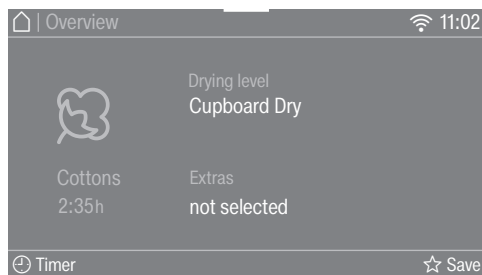 | Overview
11:02
Drying level
Cupboard Dry
Cottons
2:35h
Extras
not selected
Timer
Save